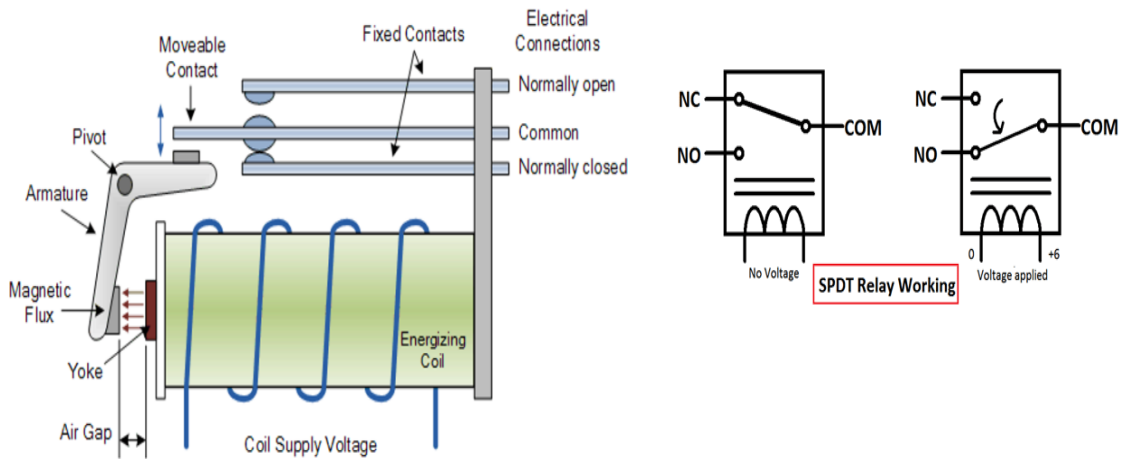 Electrical
Connections
Fixed Contacts
Moveable
Contact
Normally open
Common
Normally closed
Pivot
Armature
Magnetic
Flux
Yoke
Air Gap
Energizing
Coil
Coil Supply Voltage
NC
COM
NO
No Voltage
NC
COM
NO
0
+6
Voltage applied
SPDT Relay Working